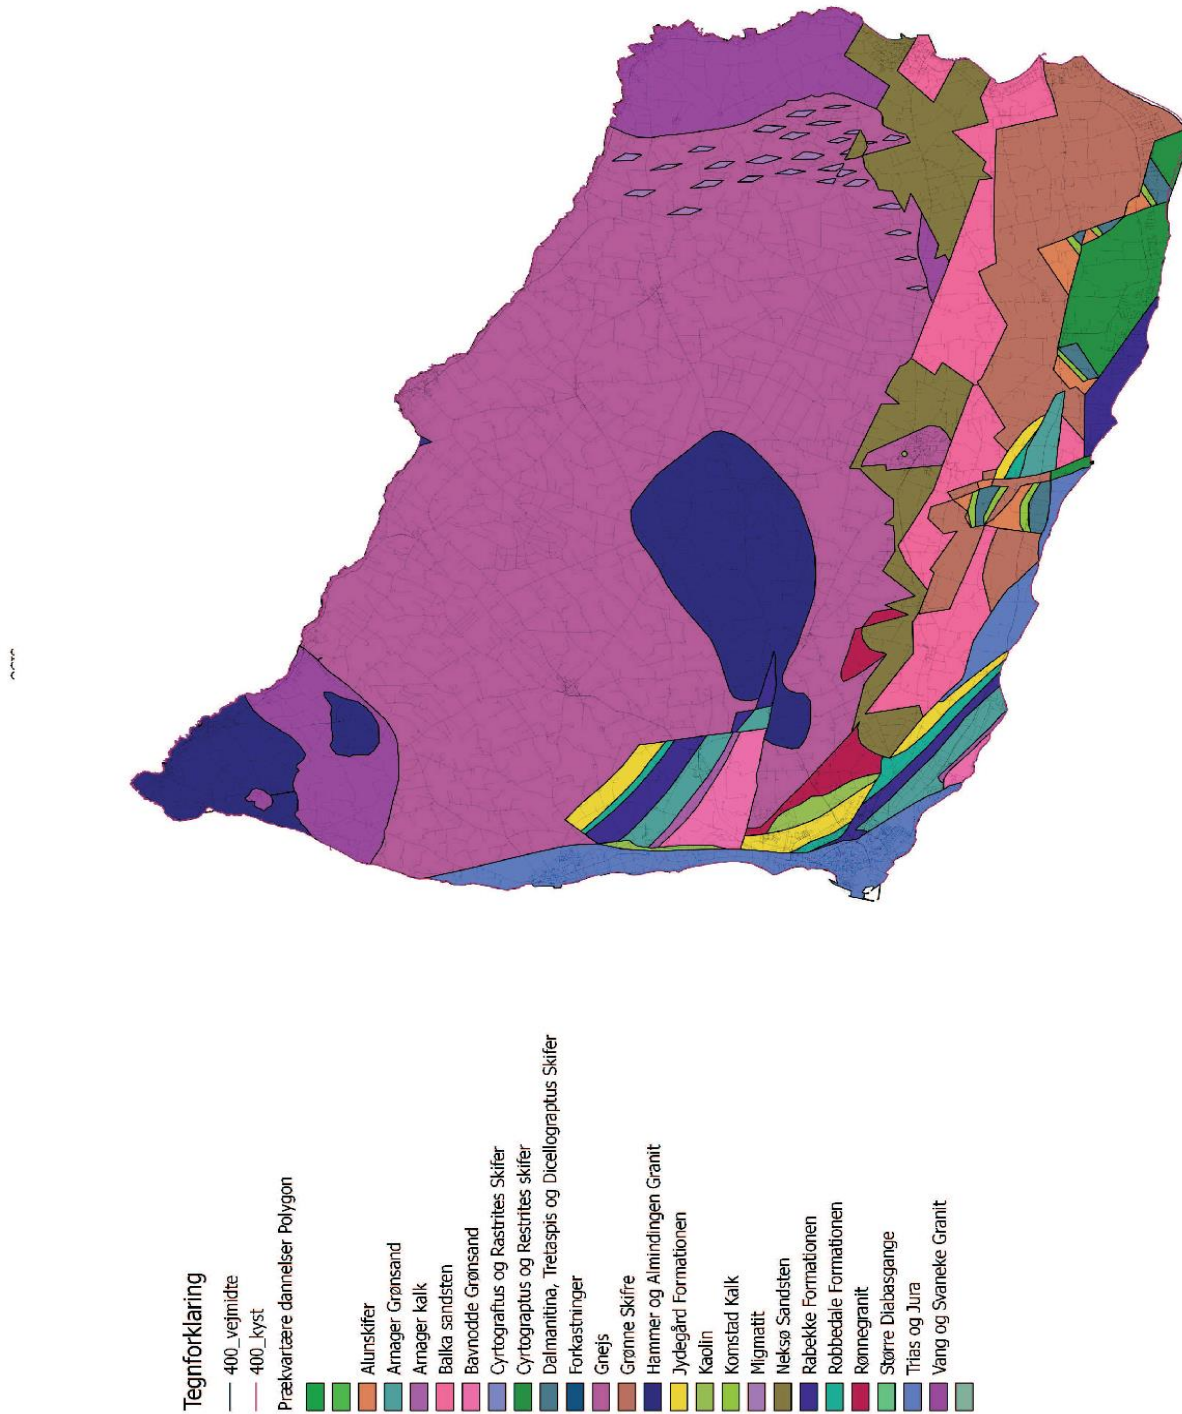 Tegnforklaring
400_vejmidte
400_kyst
Prækvartære dannelser Polygon
Alunskifer
Arnager Grønsand
Arnager kalk
Balka sandsten
Bavnodde Grønsand
Cyrtograftus og Rastrites Skifer
Cyrtograptus og Restrites skifer
Dalmanitina, Tretaspis og Dicellograptus Skifer
Forkastninger
Gnejs
Grønne Skifre
Hammer og Almindingen Granit
Jydegård Formationen
Kaolin
Komstad Kalk
Migmatit
Neksø Sandsten
Rabekke Formationen
Robbedale Formationen
Rønnegranit
Større Diabasgange
Trias og Jura
Vang og Svaneke Granit